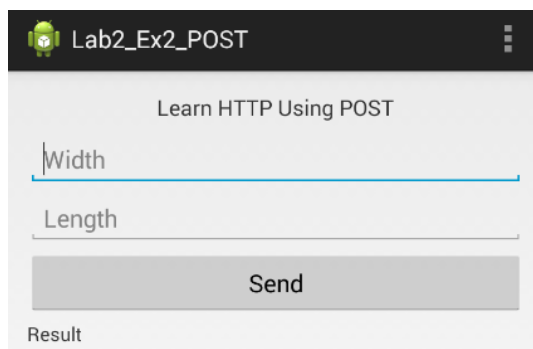 Lab2_Ex2_POST
Learn HTTP Using POST
Width
Length
Send
Result